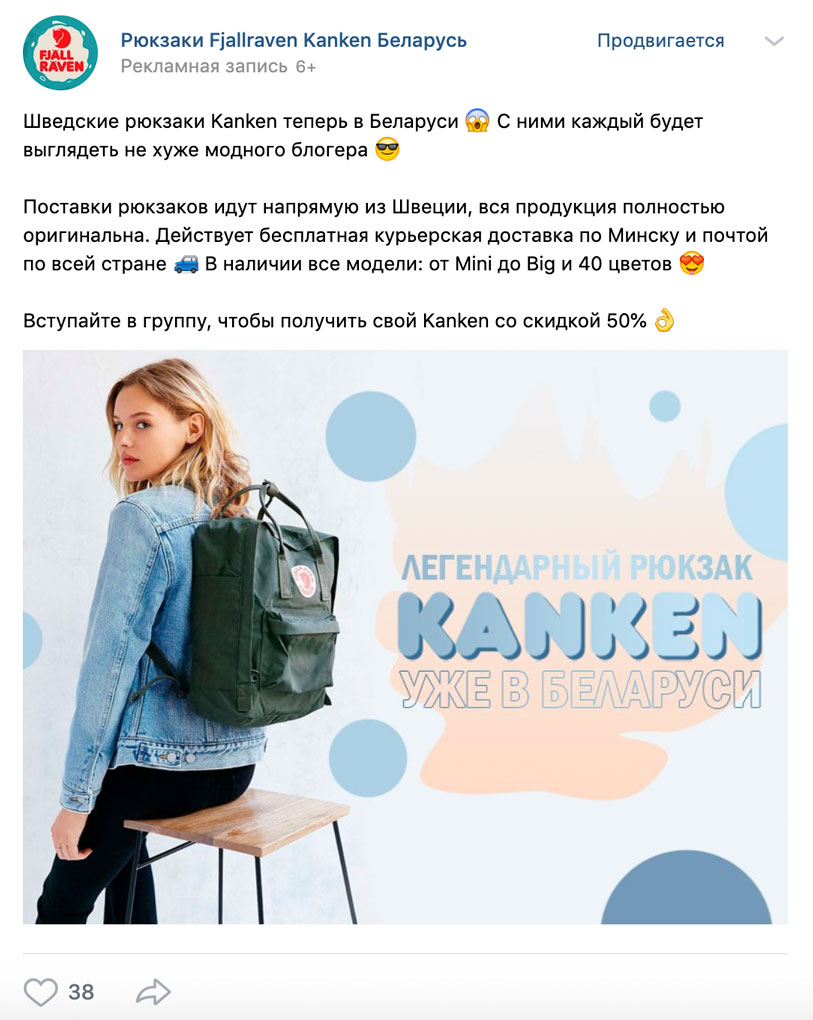 FJÄLL
RAVEN
Рюкзаки Fjallraven Kanken Беларусь
Продвигается
Рекламная запись 6+
Шведские рюкзаки Kanken теперь в Беларуси 😱 С ними каждый будет
выглядеть не хуже модного блогера 😎
Поставки рюкзаков идут напрямую из Швеции, вся продукция полностью
оригинальна. Действует бесплатная курьерская доставка по Минску и почтой
по всей стране 🚙 В наличии все модели: от Mini до Big и 40 цветов 😍
Вступайте в группу, чтобы получить свой Kanken со скидкой 50% 👌
ЛЕГЕНДАРНЫЙ РЮКЗАК
KANKEN
УЖЕ В БЕЛАРУСИ
38